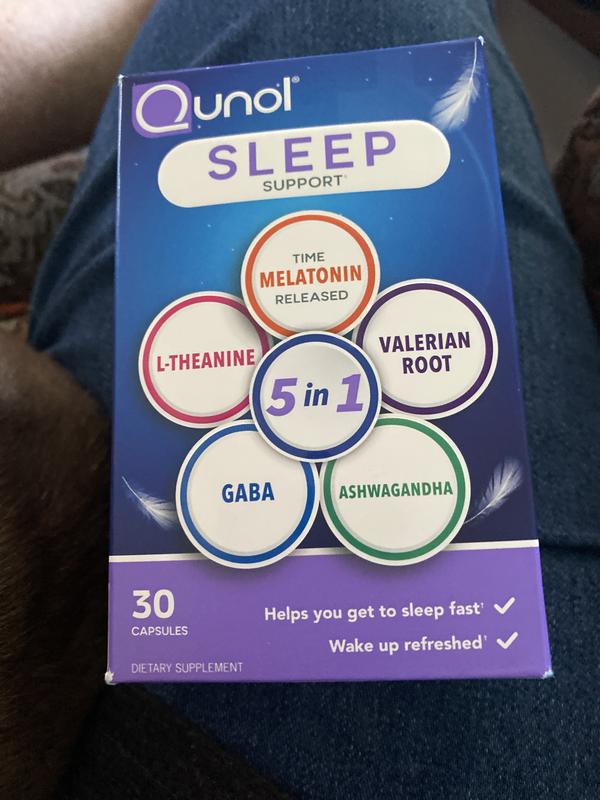 Qunol®
SLEEP
SUPPORT†
TIME
MELATONIN
RELEASED
L-THEANINE
VALERIAN
ROOT
5 in 1
GABA
ASHWAGANDHA
30
CAPSULES
Helps you get to sleep fast† ✓
Wake up refreshed† ✓
DIETARY SUPPLEMENT